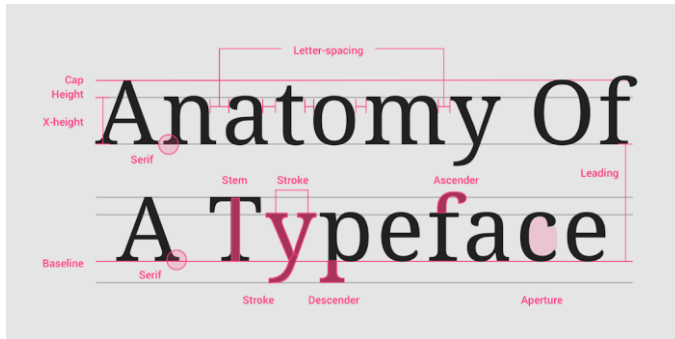 Letter-spacing
Cap
Height
X-height
Anatomy Of
Serif
Leading
Stem
Stroke
Ascender
A Typeface
Baseline
Serif
Stroke
Descender
Aperture